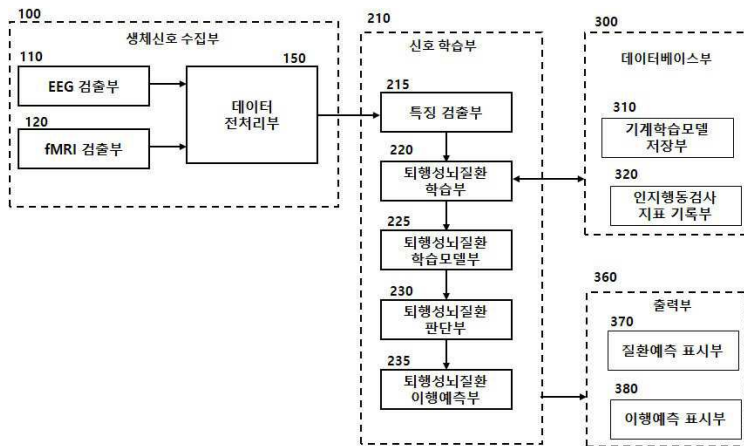 100
생체신호 수집부
110
EEG 검출부
120
fMRI 검출부
150
데이터
전처리부
210
신호 학습부
215
특징 검출부
220
퇴행성뇌질환
학습부
225
퇴행성뇌질환
학습모델부
230
퇴행성뇌질환
판단부
235
퇴행성뇌질환
이행예측부
300
데이터베이스부
310
기계학습모델
저장부
320
인지행동검사
지표 기록부
360
출력부
370
질환예측 표시부
380
이행예측 표시부